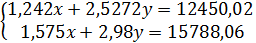 1,242x + 2,5272y = 12450,02
1,575x + 2,98y = 15788,06